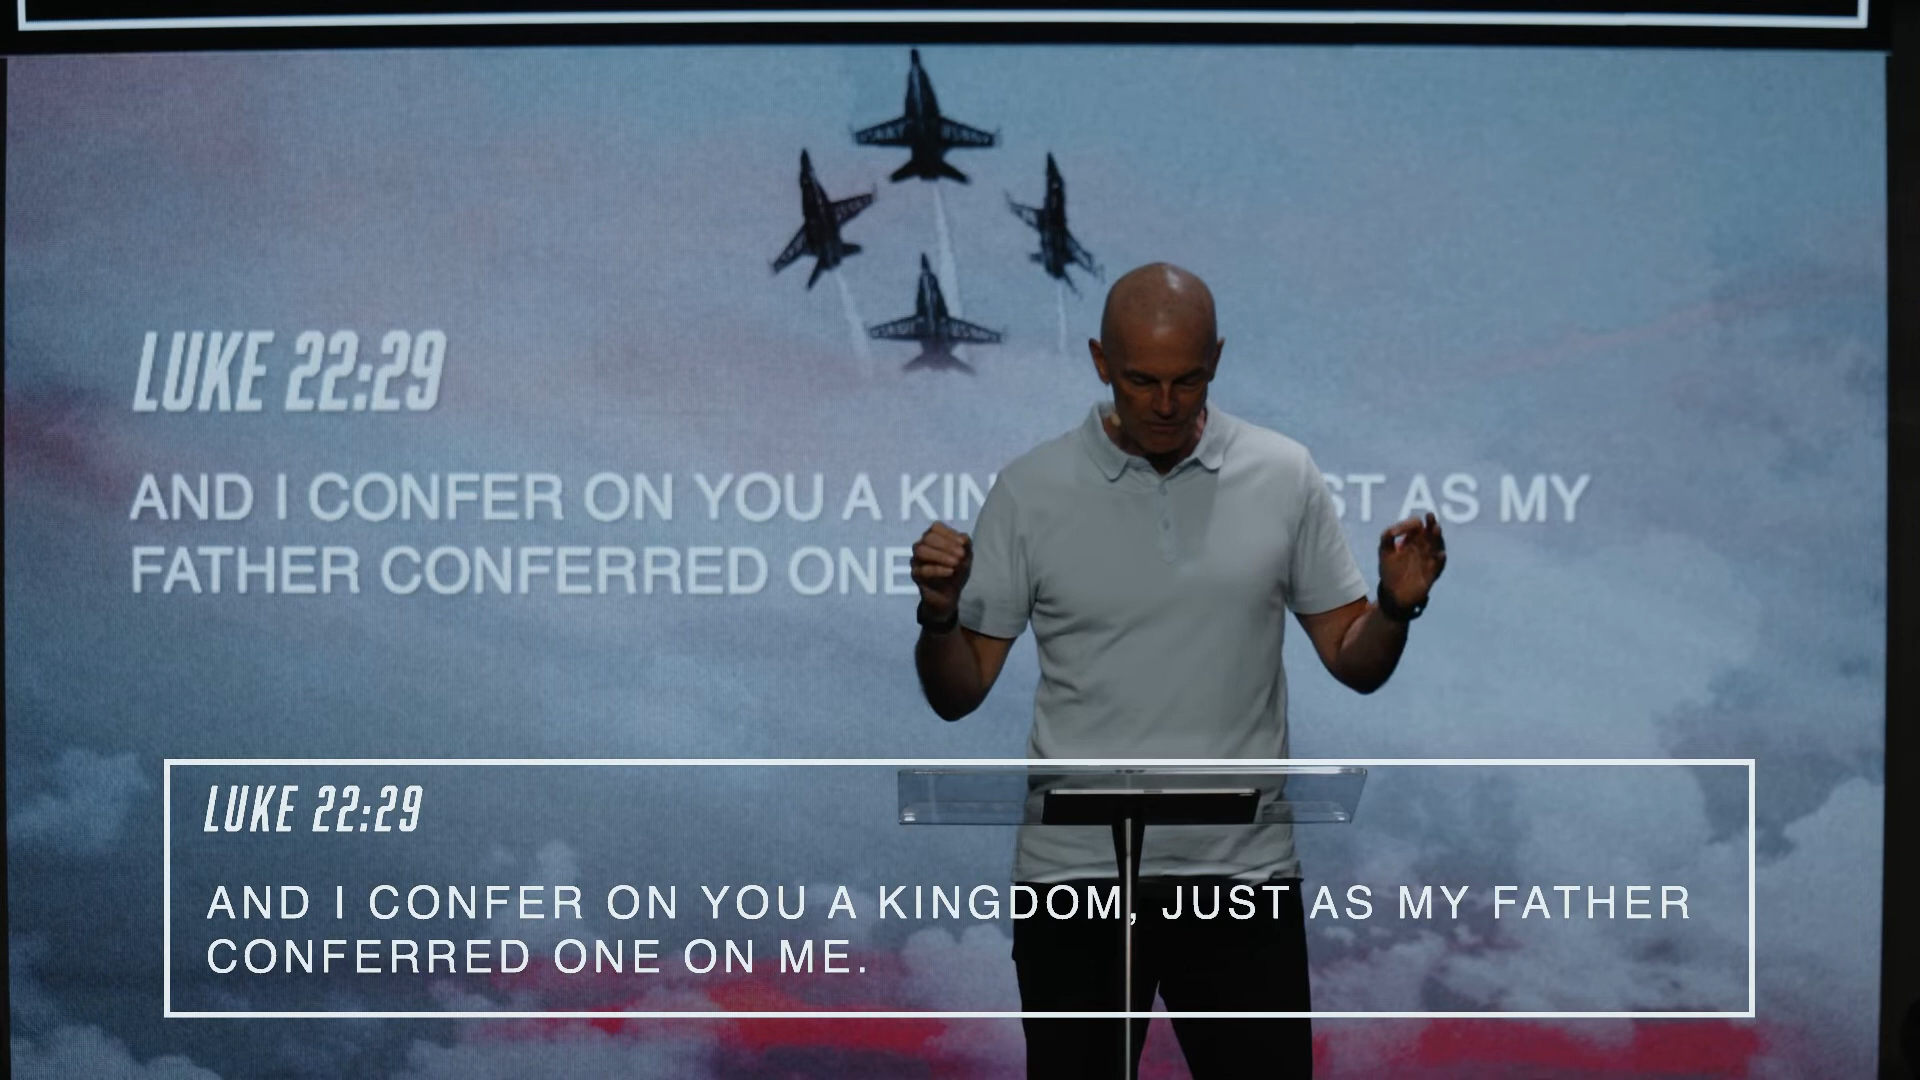 LUKE 22:29
AND I CONFER ON YOU A KIN ST AS MY
FATHER CONFERRED ONE
LUKE 22:29
AND I CONFER ON YOU A KINGDOM, JUST AS MY FATHER
CONFERRED ONE ON ME.